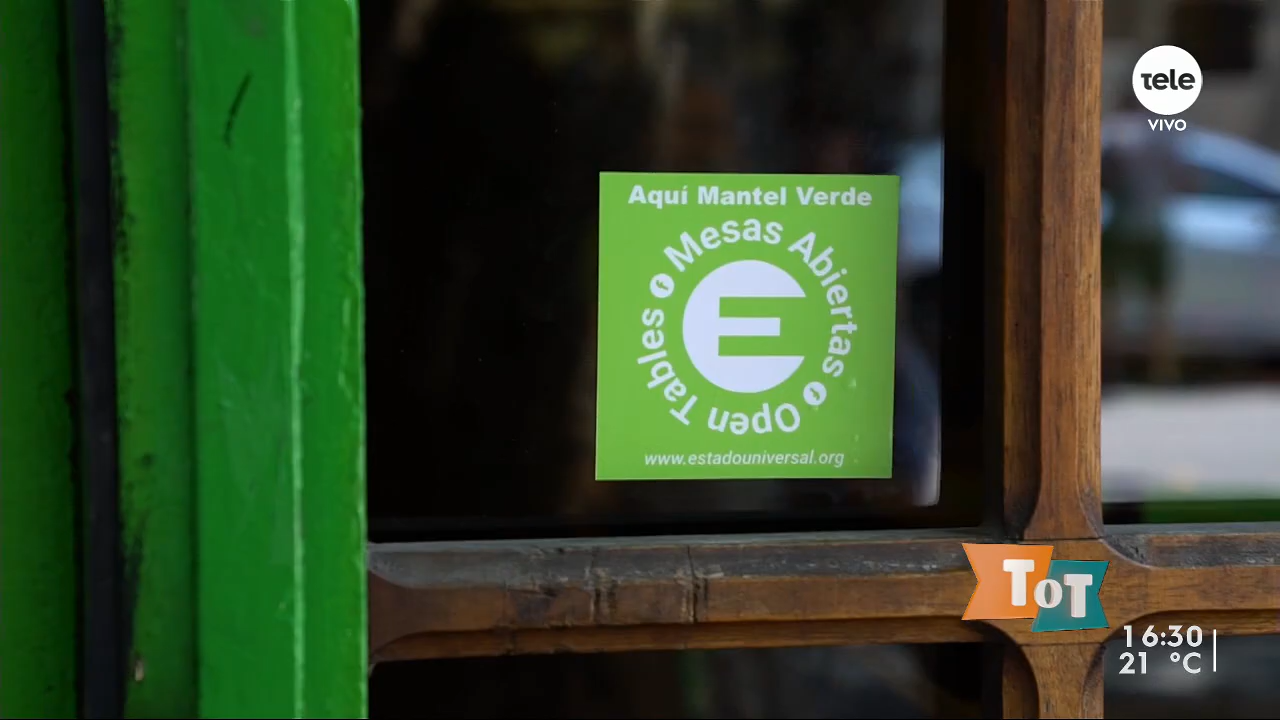 tele
VIVO
Aquí Mantel Verde
Mesas Abiertas
Open Tables
E
www.estadouniversal.org
ToT
16:30
21 °C